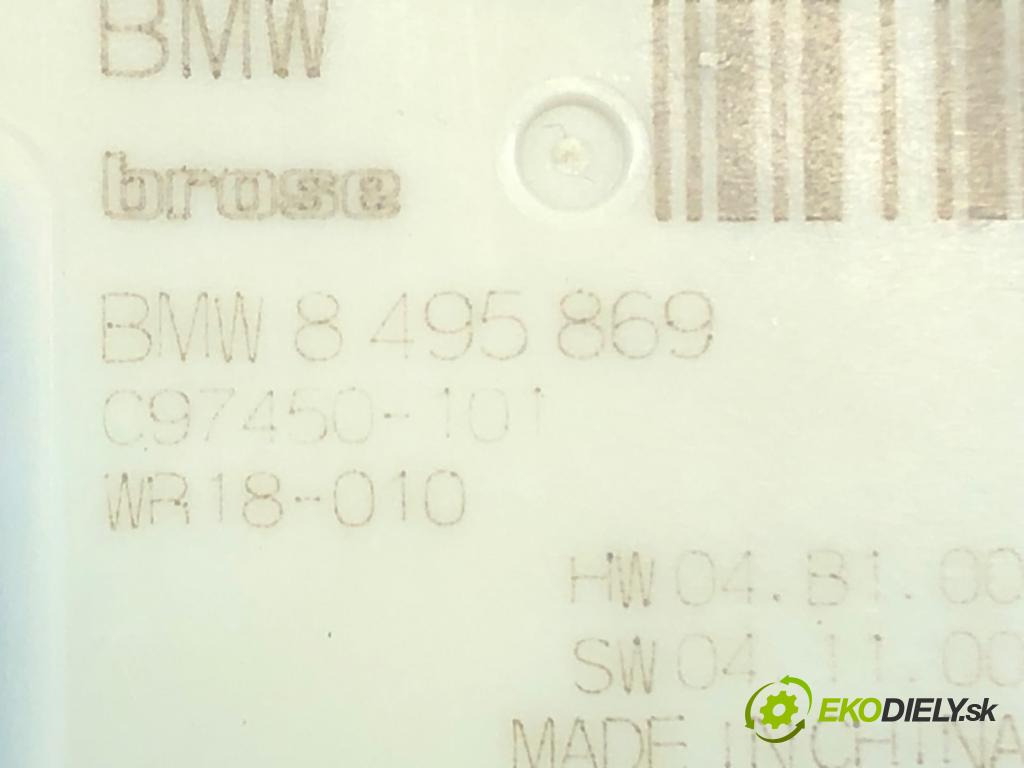 BMW
brose
BMW 8 495 869
C97450-101
WR18-010
HW 04.B1.00
SW 04.11.00
MADE IN CHINA
EKODIELY.sk